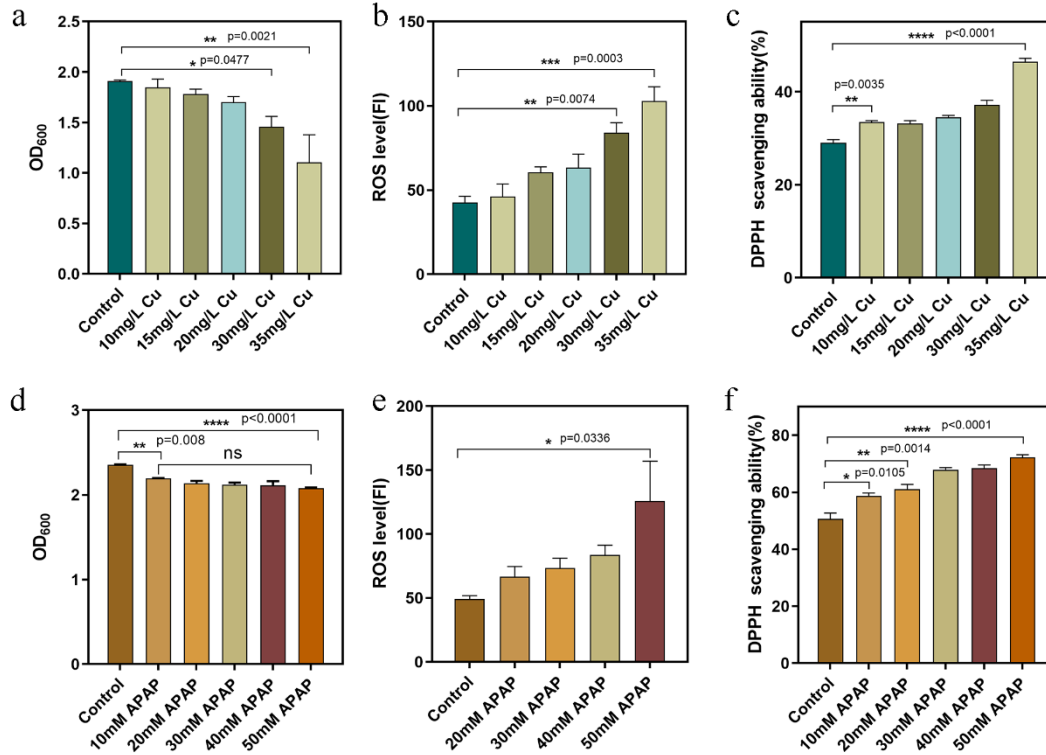 a
2.5
2.0
1.5
1.0
0.5
0.0
OD600
** p=0.0021
* p=0.0477
Control
10mg/L Cu
15mg/L Cu
20mg/L Cu
30mg/L Cu
35mg/L Cu
b
150
100
50
0
ROS level(FI)
*** p=0.0003
** p=0.0074
Control
10mg/L Cu
15mg/L Cu
20mg/L Cu
30mg/L Cu
35mg/L Cu
c
40
20
0
DPPH scavenging ability(%)
**** p<0.0001
p=0.0035
**
Control
10mg/L Cu
15mg/L Cu
20mg/L Cu
30mg/L Cu
35mg/L Cu
d
3
2
1
0
OD600
**** p<0.0001
** p=0.008
ns
Control
10mM APAP
20mM APAP
30mM APAP
40mM APAP
50mM APAP
e
200
150
100
50
0
ROS level(FI)
* p=0.0336
Control
20mM APAP
30mM APAP
40mM APAP
50mM APAP
f
80
60
40
20
0
DPPH scavenging ability(%)
**** p<0.0001
** p=0.0014
* p=0.0105
Control
10mM APAP
20mM APAP
30mM APAP
40mM APAP
50mM APAP